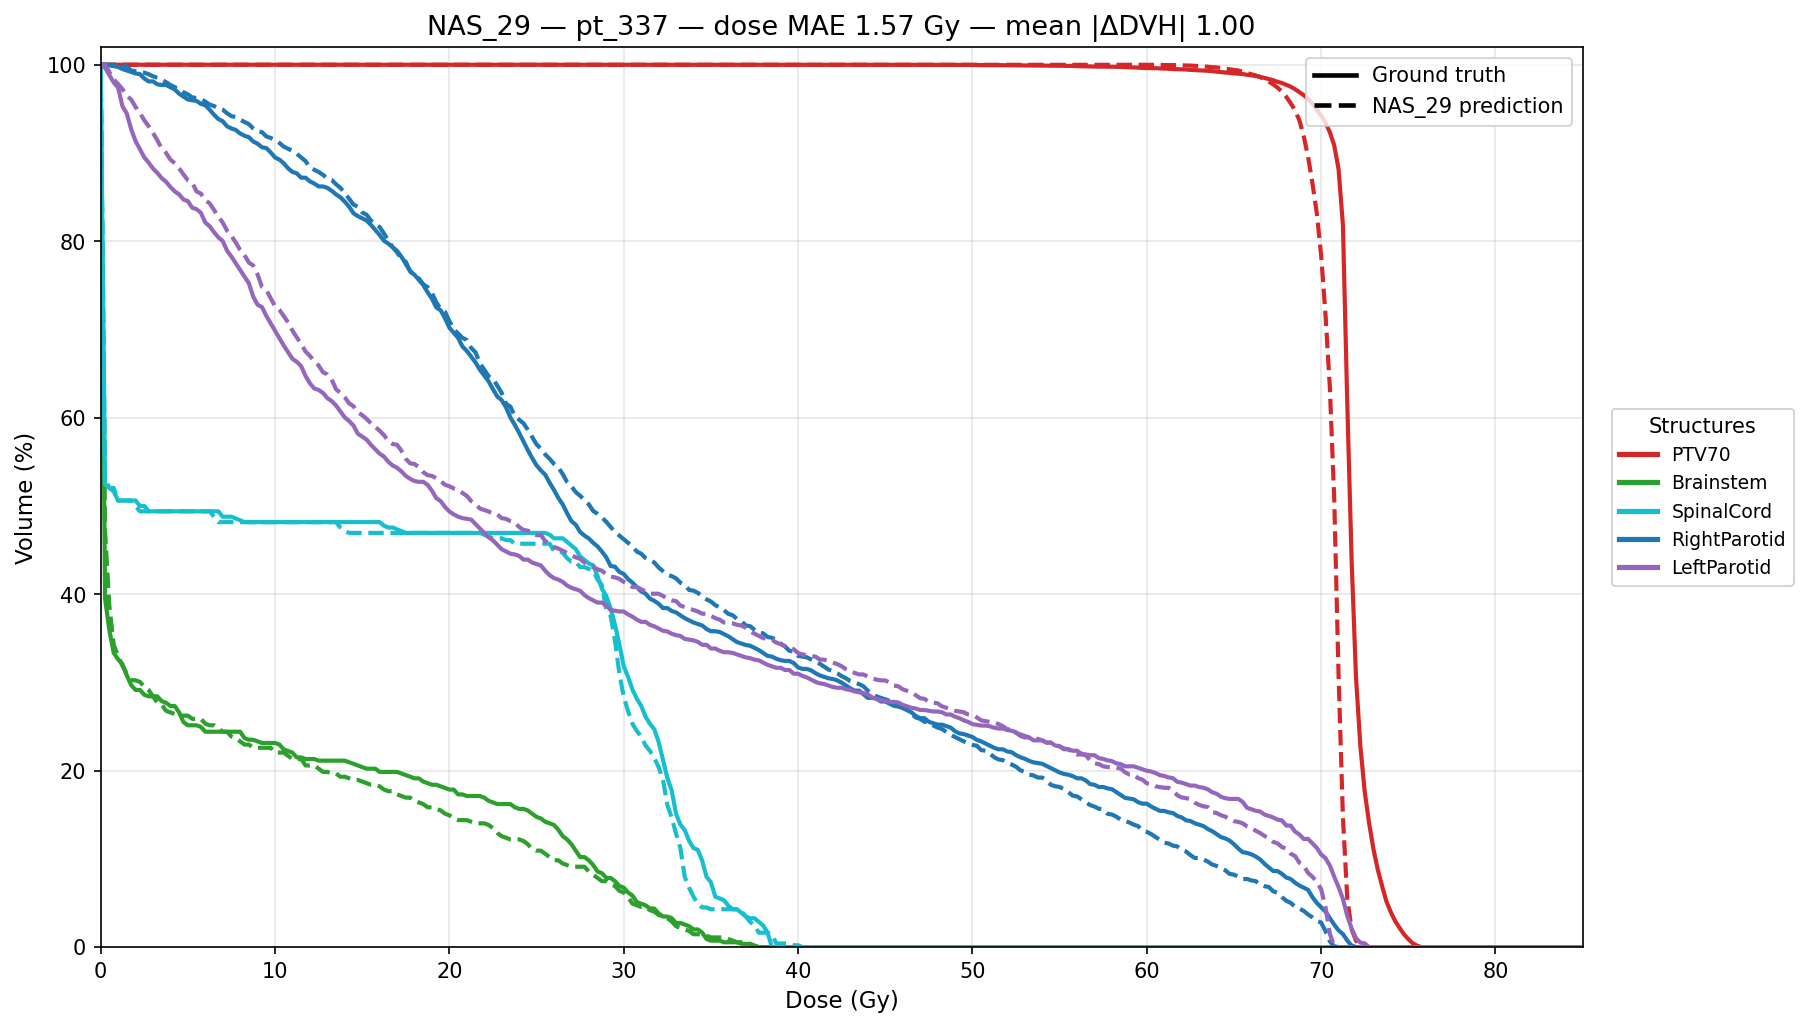 NAS_29 — pt_337 — dose MAE 1.57 Gy — mean |ΔDVH| 1.00
Ground truth
NAS_29 prediction
Volume (%)
100
80
60
40
20
0
Structures
PTV70
Brainstem
SpinalCord
RightParotid
LeftParotid
0 10 20 30 40 50 60 70 80
Dose (Gy)